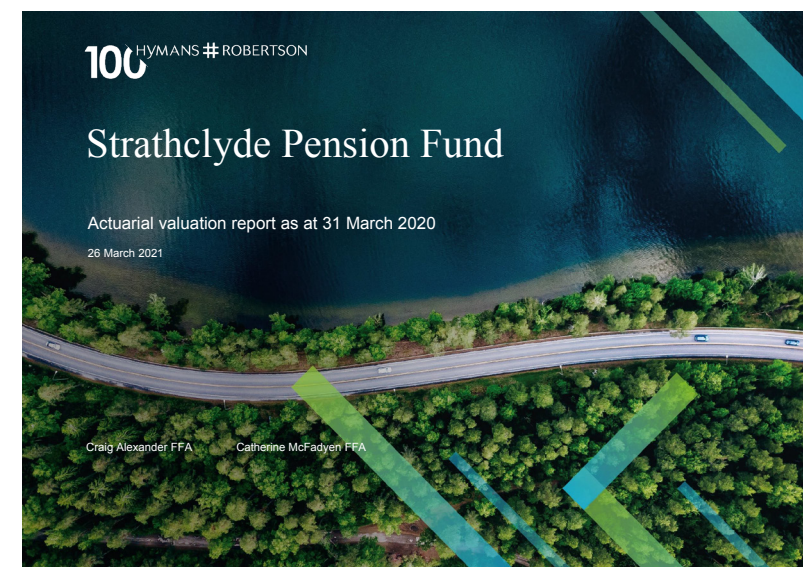 100 HYMANS # ROBERTSON
Strathclyde Pension Fund
Actuarial valuation report as at 31 March 2020
26 March 2021
Craig Alexander FFA Catherine McFadyen FFA